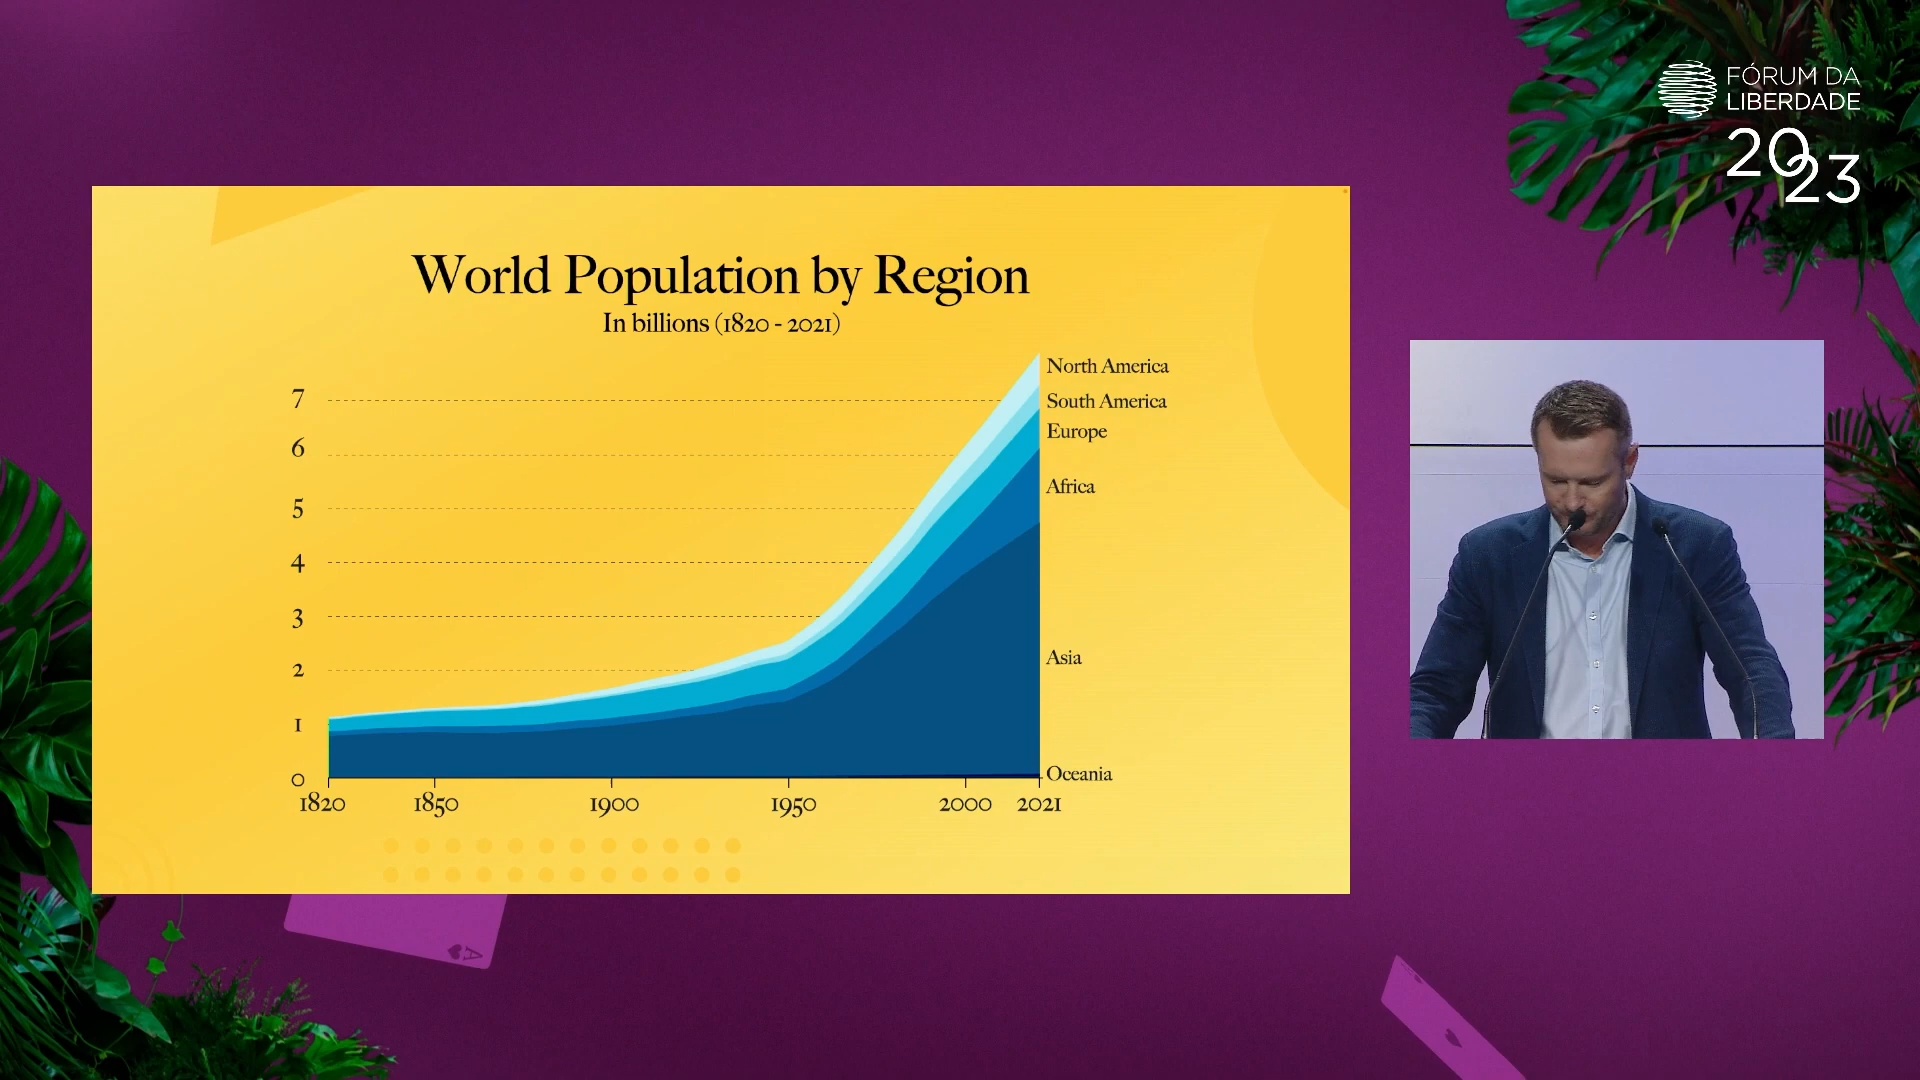 FÓRUM DA
LIBERDADE
2023
World Population by Region
In billions (1820 - 2021)
7
6
5
4
3
2
1
0
North America
South America
Europe
Africa
Asia
Oceania
1820 1850 1900 1950 2000 2021
A